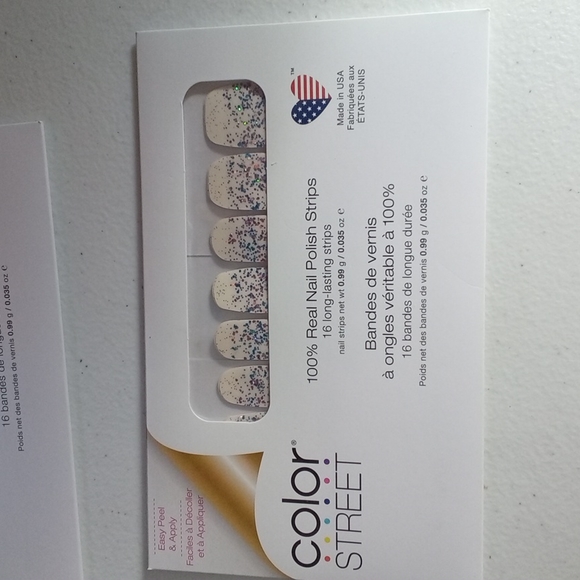 color®
STREET
Easy Peel
& Apply
Faciles à Décoller
et à Appliquer
100% Real Nail Polish Strips
16 long-lasting strips
nail strips net wt 0.99 g / 0.035 oz ℮
Bandes de vernis
à ongles véritable à 100%
16 bandes de longue durée
Poids net des bandes de vernis 0.99 g / 0.035 oz ℮
™
Made in USA
Fabriquées aux
ÉTATS-UNIS
16 bandes de
Poids net des bandes de vernis 0.99 g / 0.035 oz ℮